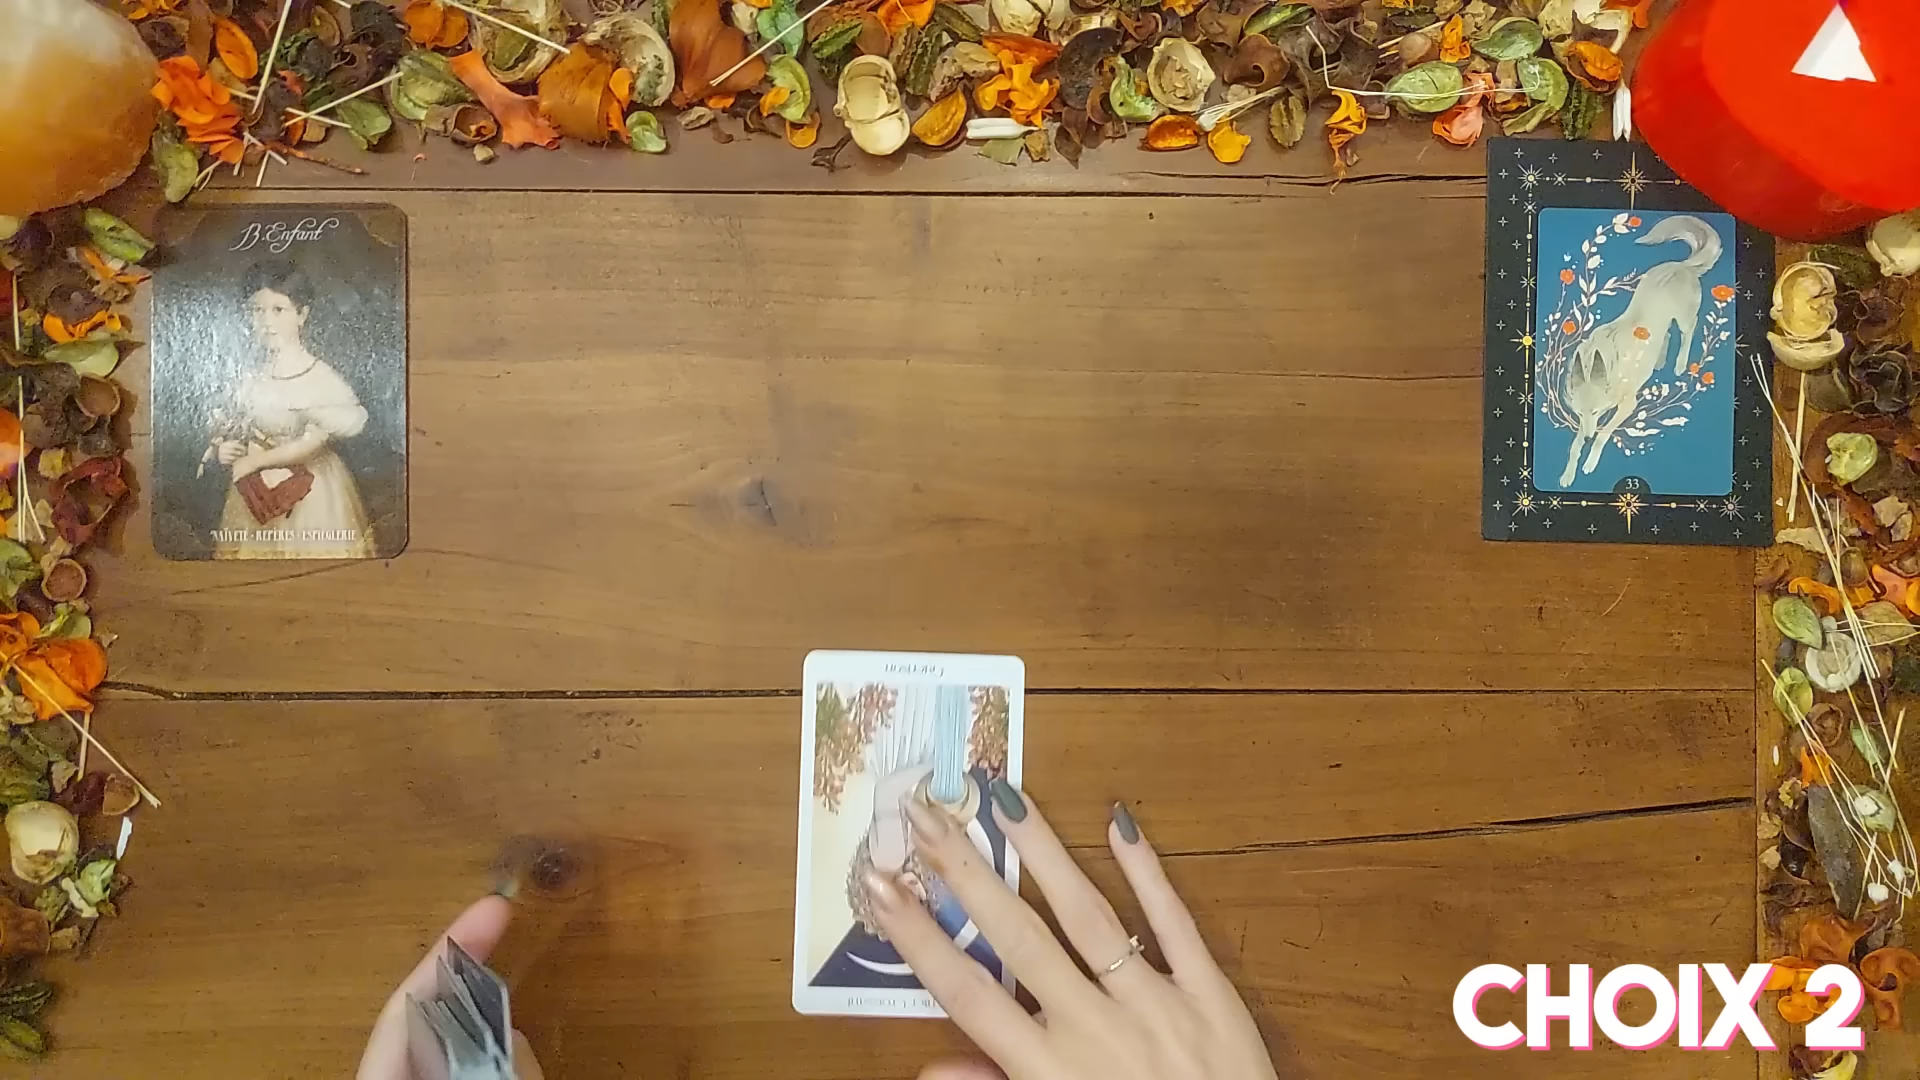 B. Enfant
NAÏVETÉ · REPÈRES · ESPIÈGLERIE
33
CHOIX 2